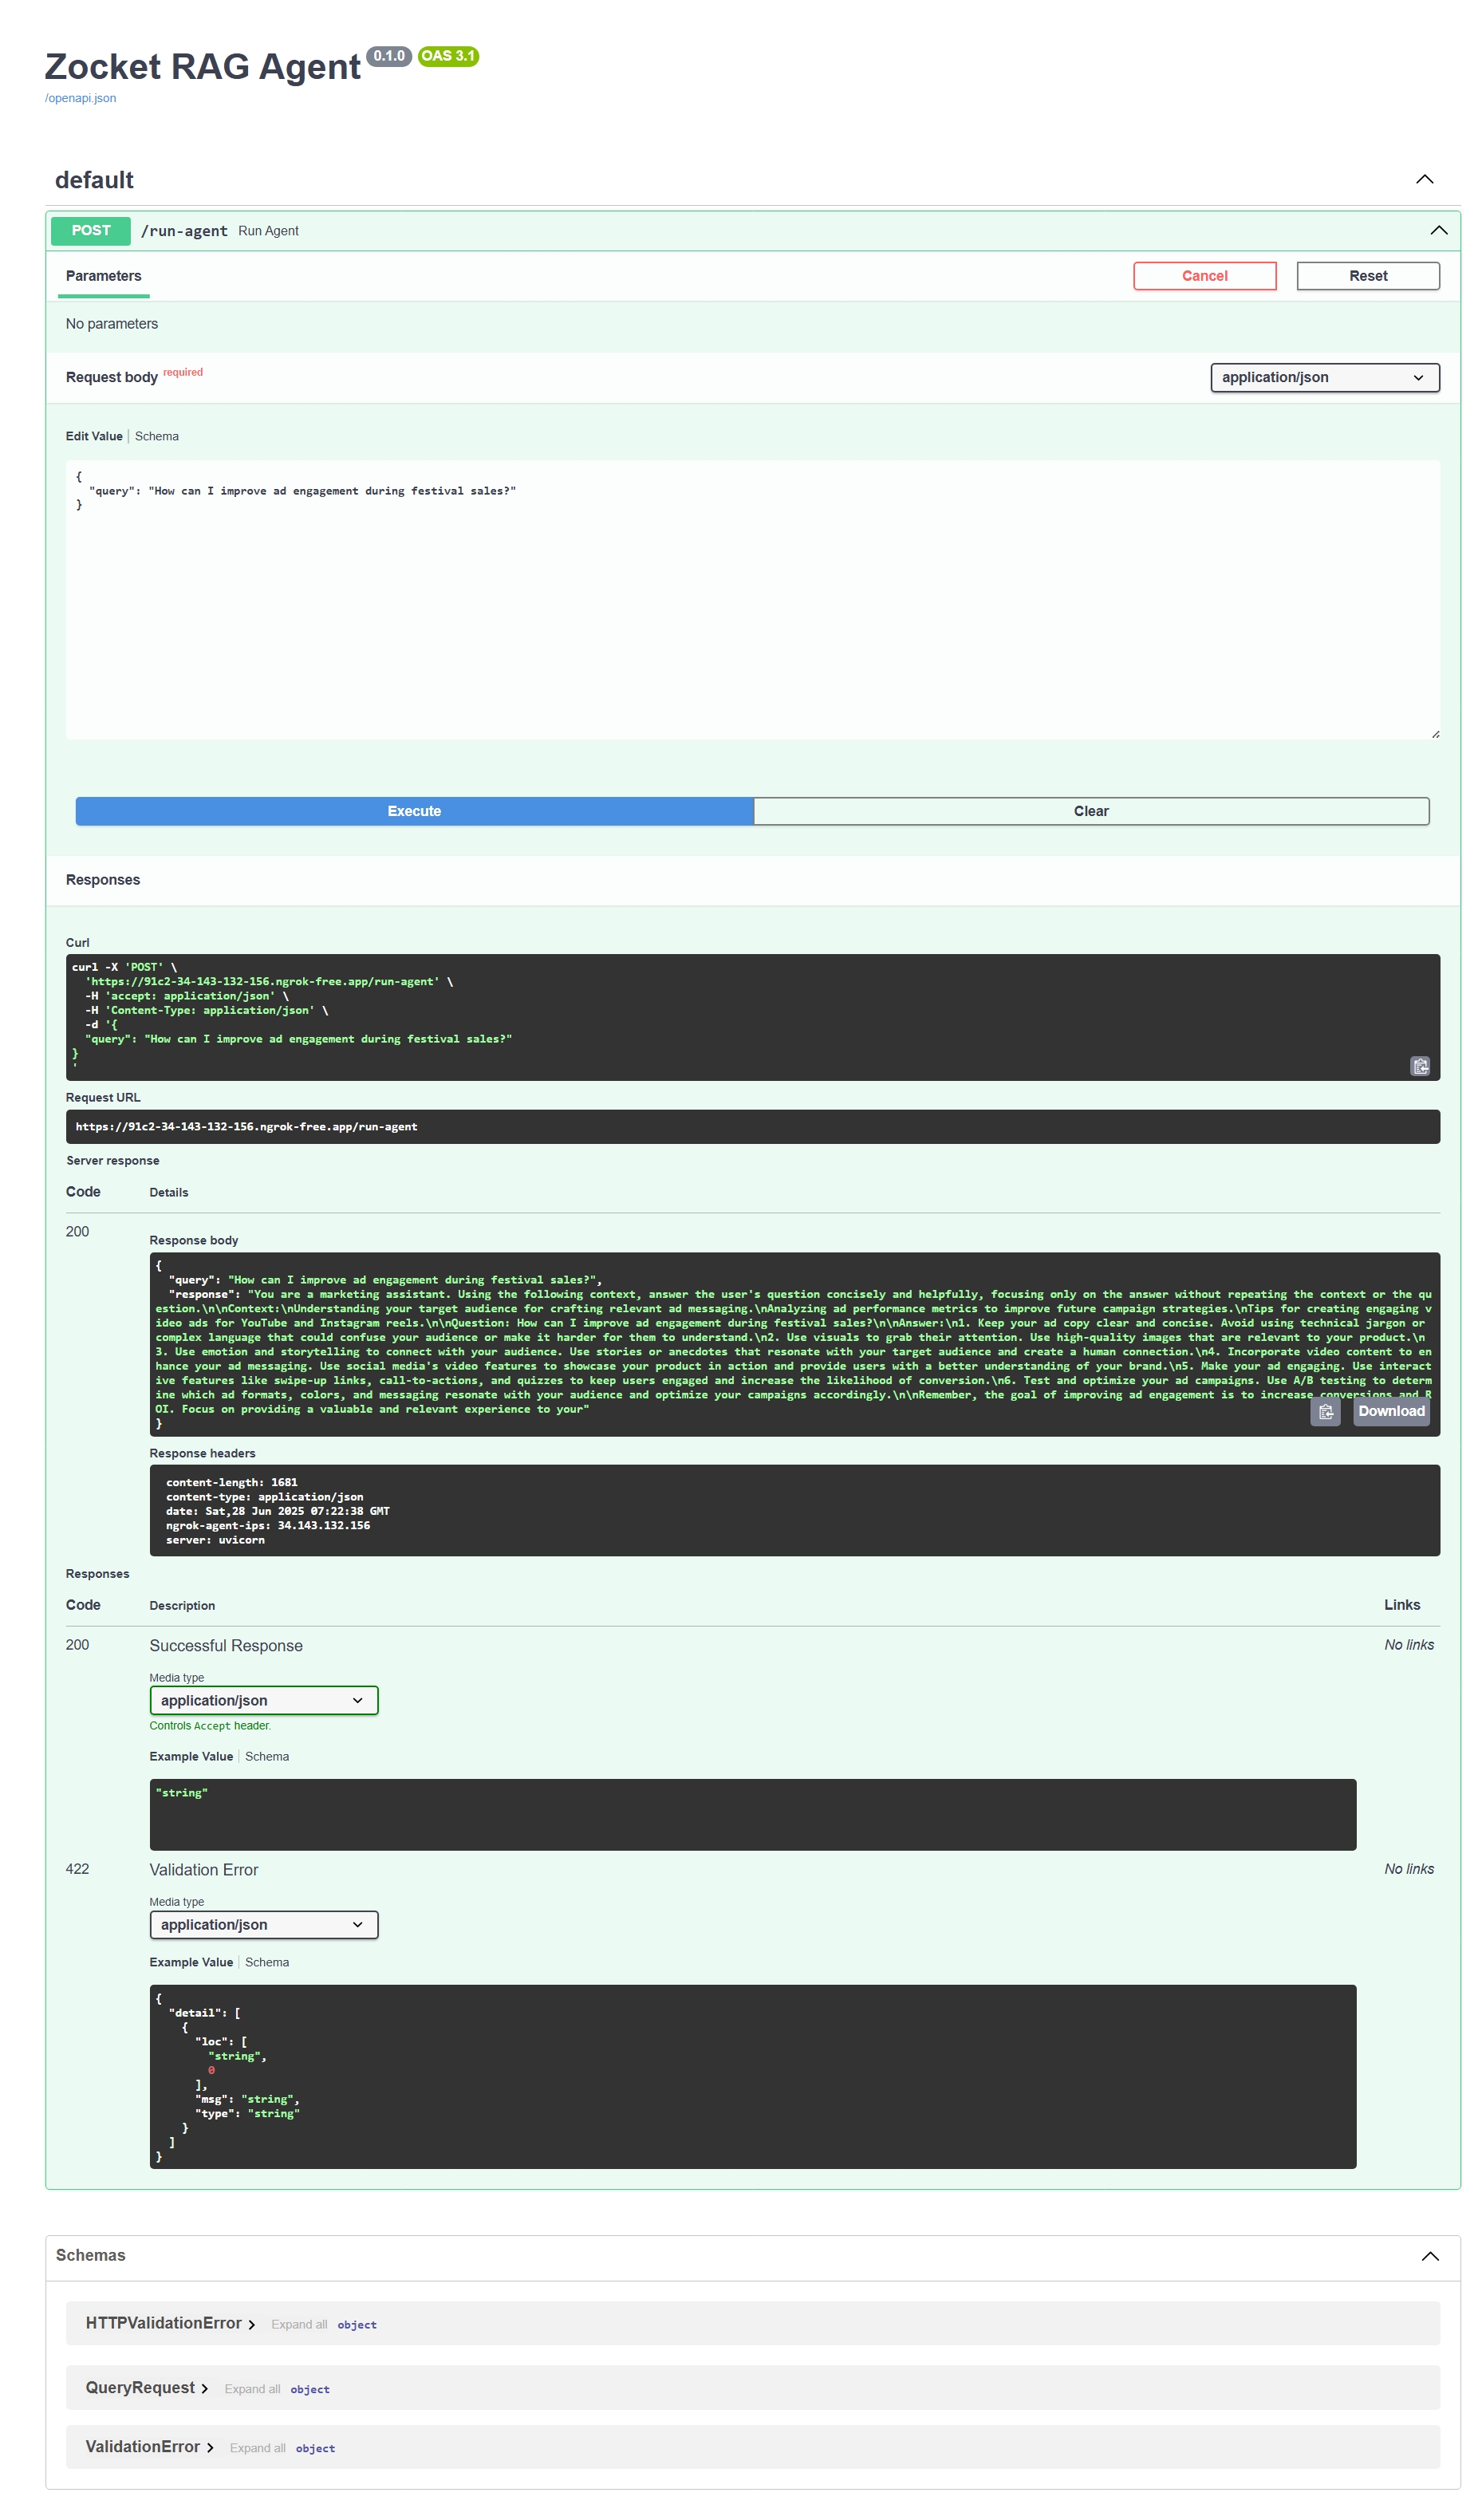 Zocket RAG Agent 0.1.0 OAS 3.1
/openapi.json
default
POST /run-agent Run Agent
Parameters
Cancel
Reset
No parameters
Request body required
application/json
Edit Value Schema
{
"query": "How can I improve ad engagement during festival sales?"
}
Execute
Clear
Responses
Curl
curl -X 'POST' \
'https://91c2-34-143-132-156.ngrok-free.app/run-agent' \
-H 'accept: application/json' \
-H 'Content-Type: application/json' \
-d '{
"query": "How can I improve ad engagement during festival sales?"
}
'
Request URL
https://91c2-34-143-132-156.ngrok-free.app/run-agent
Server response
Code Details
200
Response body
{
"query": "How can I improve ad engagement during festival sales?",
"response": "You are a marketing assistant. Using the following context, answer the user's question concisely and helpfully, focusing only on the answer without repeating the context or the qu
estion.\n\nContext:\nUnderstanding your target audience for crafting relevant ad messaging.\nAnalyzing ad performance metrics to improve future campaign strategies.\nTips for creating engaging v
ideo ads for YouTube and Instagram reels.\n\nQuestion: How can I improve ad engagement during festival sales?\n\nAnswer:\n1. Keep your ad copy clear and concise. Avoid using technical jargon or
complex language that could confuse your audience or make it harder for them to understand.\n2. Use visuals to grab their attention. Use high-quality images that are relevant to your product.\n
3. Use emotion and storytelling to connect with your audience. Use stories or anecdotes that resonate with your target audience and create a human connection.\n4. Incorporate video content to en
hance your ad messaging. Use social media's video features to showcase your product in action and provide users with a better understanding of your brand.\n5. Make your ad engaging. Use interact
ive features like swipe-up links, call-to-actions, and quizzes to keep users engaged and increase the likelihood of conversion.\n6. Test and optimize your ad campaigns. Use A/B testing to determ
ine which ad formats, colors, and messaging resonate with your audience and optimize your campaigns accordingly.\n\nRemember, the goal of improving ad engagement is to increase conversions and R
OI. Focus on providing a valuable and relevant experience to your"
}
Download
Response headers
content-length: 1681
content-type: application/json
date: Sat,28 Jun 2025 07:22:38 GMT
ngrok-agent-ips: 34.143.132.156
server: uvicorn
Responses
Code Description Links
200 Successful Response No links
Media type
application/json
Controls Accept header.
Example Value Schema
"string"
422 Validation Error No links
Media type
application/json
Example Value Schema
{
"detail": [
{
"loc": [
"string",
0
],
"msg": "string",
"type": "string"
}
]
}
Schemas
HTTPValidationError Expand all object
QueryRequest Expand all object
ValidationError Expand all object